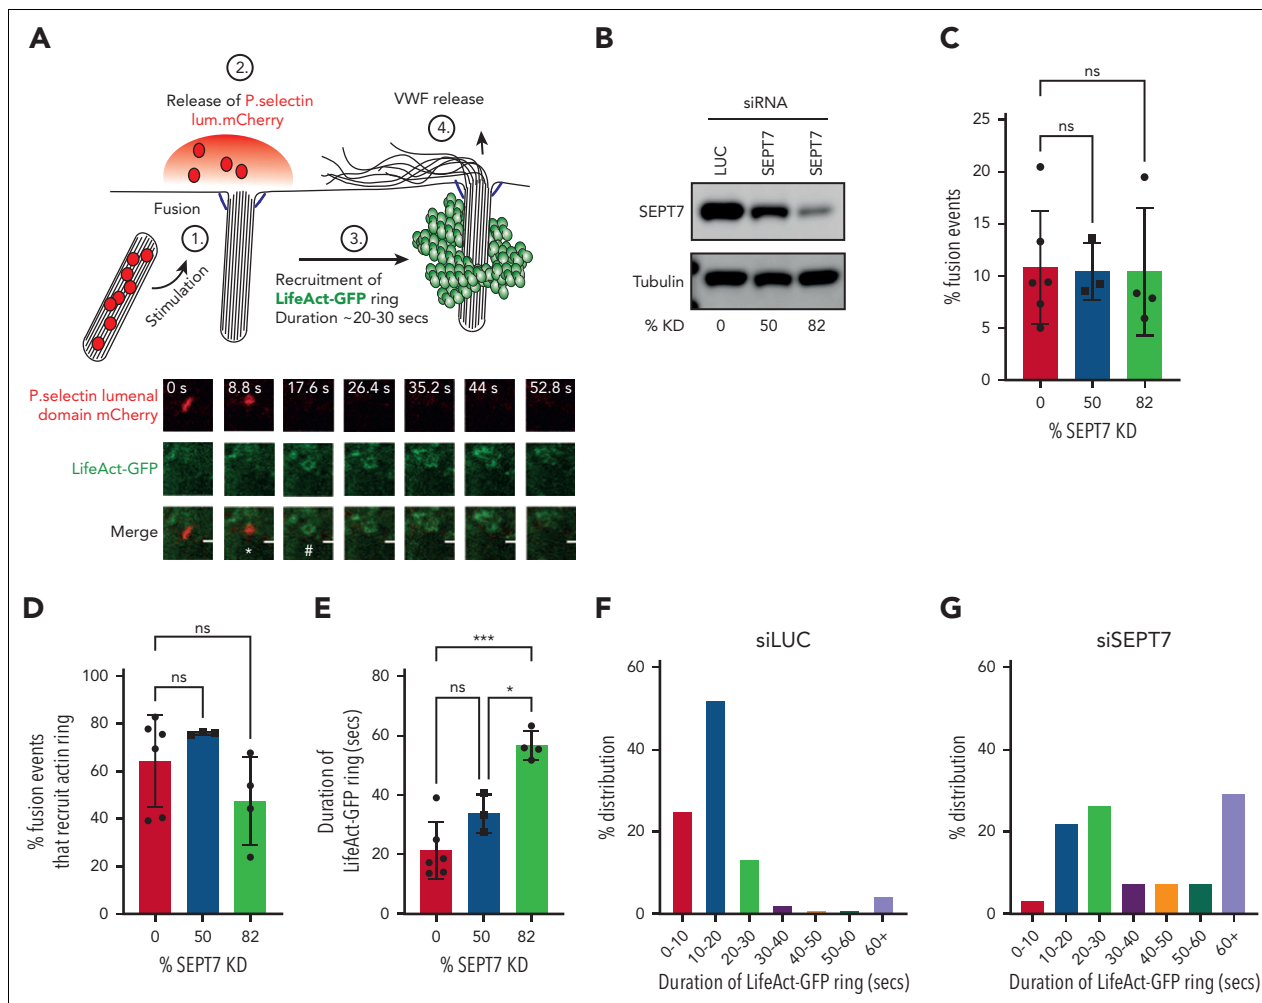 A
2.
Release of P.selectin
lum.mCherry
VWF release
4.
Fusion
1.
Stimulation
3.
Recruitment of
LifeAct-GFP ring
Duration ~20-30 secs
P.selectin lumenal
domain mCherry
0 s
8.8 s
17.6 s
26.4 s
35.2 s
44 s
52.8 s
LifeAct-GFP
Merge
*
#
B
siRNA
LUC
SEPT7
SEPT7
SEPT7
Tubulin
% KD
0
50
82
C
ns
ns
% fusion events
25
20
15
10
5
0
0
50
82
% SEPT7 KD
D
ns
ns
% fusion events
that recruit actin ring
100
80
60
40
20
0
0
50
82
% SEPT7 KD
E
***
ns
*
Duration of
LifeAct-GFP ring (secs)
80
60
40
20
0
0
50
82
% SEPT7 KD
F
siLUC
% distribution
60
40
20
0
0-10
10-20
20-30
30-40
40-50
50-60
60+
Duration of LifeAct-GFP ring (secs)
G
siSEPT7
% distribution
60
40
20
0
0-10
10-20
20-30
30-40
40-50
50-60
60+
Duration of LifeAct-GFP ring (secs)